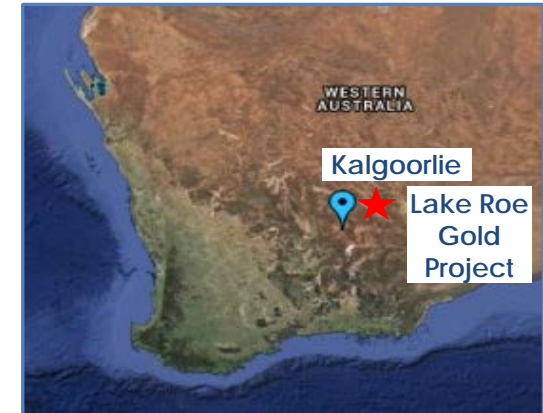 WESTERN
AUSTRALIA
Kalgoorlie
Lake Roe
Gold
Project